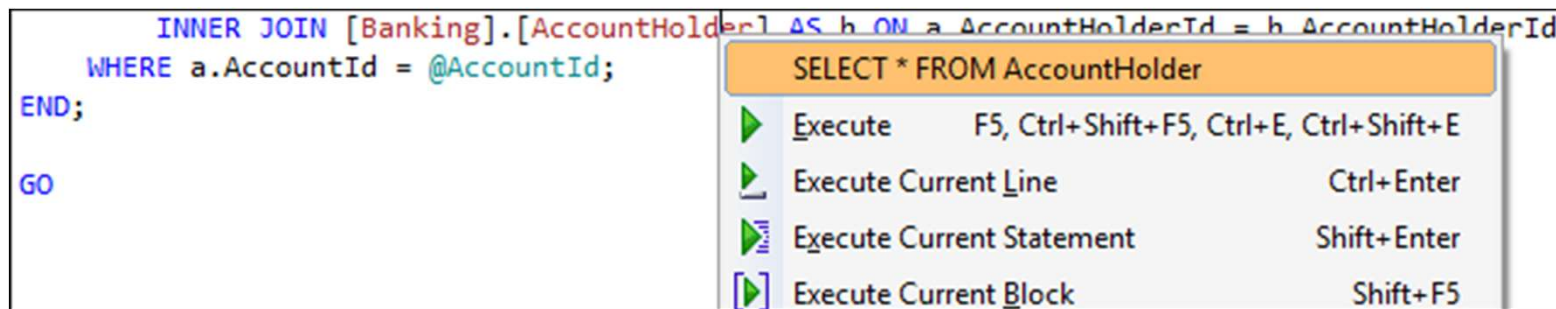 INNER JOIN [Banking].[AccountHolder] AS h ON a.AccountHolderId = h.AccountHolderId
WHERE a.AccountId = @AccountId;
END;
GO
SELECT * FROM AccountHolder
Execute F5, Ctrl+Shift+F5, Ctrl+E, Ctrl+Shift+E
Execute Current Line Ctrl+Enter
Execute Current Statement Shift+Enter
Execute Current Block Shift+F5